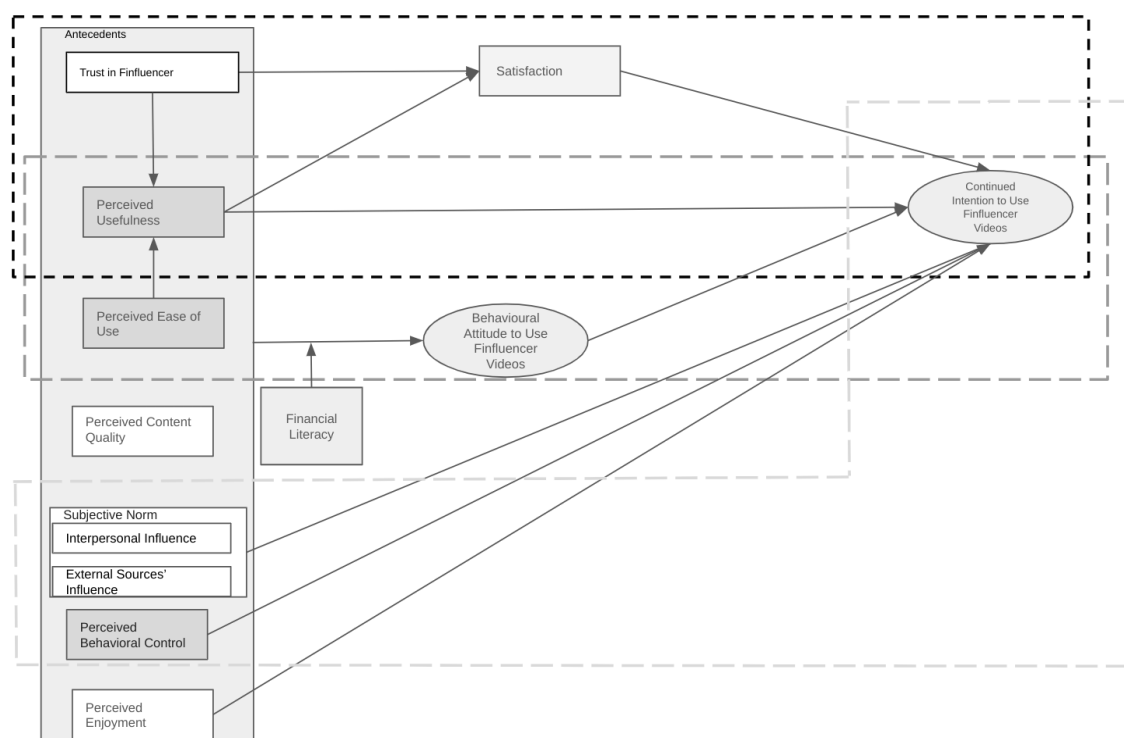 Antecedents
Trust in Finfluencer
Satisfaction
Perceived
Usefulness
Continued
Intention to Use
Finfluencer
Videos
Perceived Ease of
Use
Behavioural
Attitude to Use
Finfluencer
Videos
Financial
Literacy
Perceived Content
Quality
Subjective Norm
Interpersonal Influence
External Sources'
Influence
Perceived
Behavioral Control
Perceived
Enjoyment